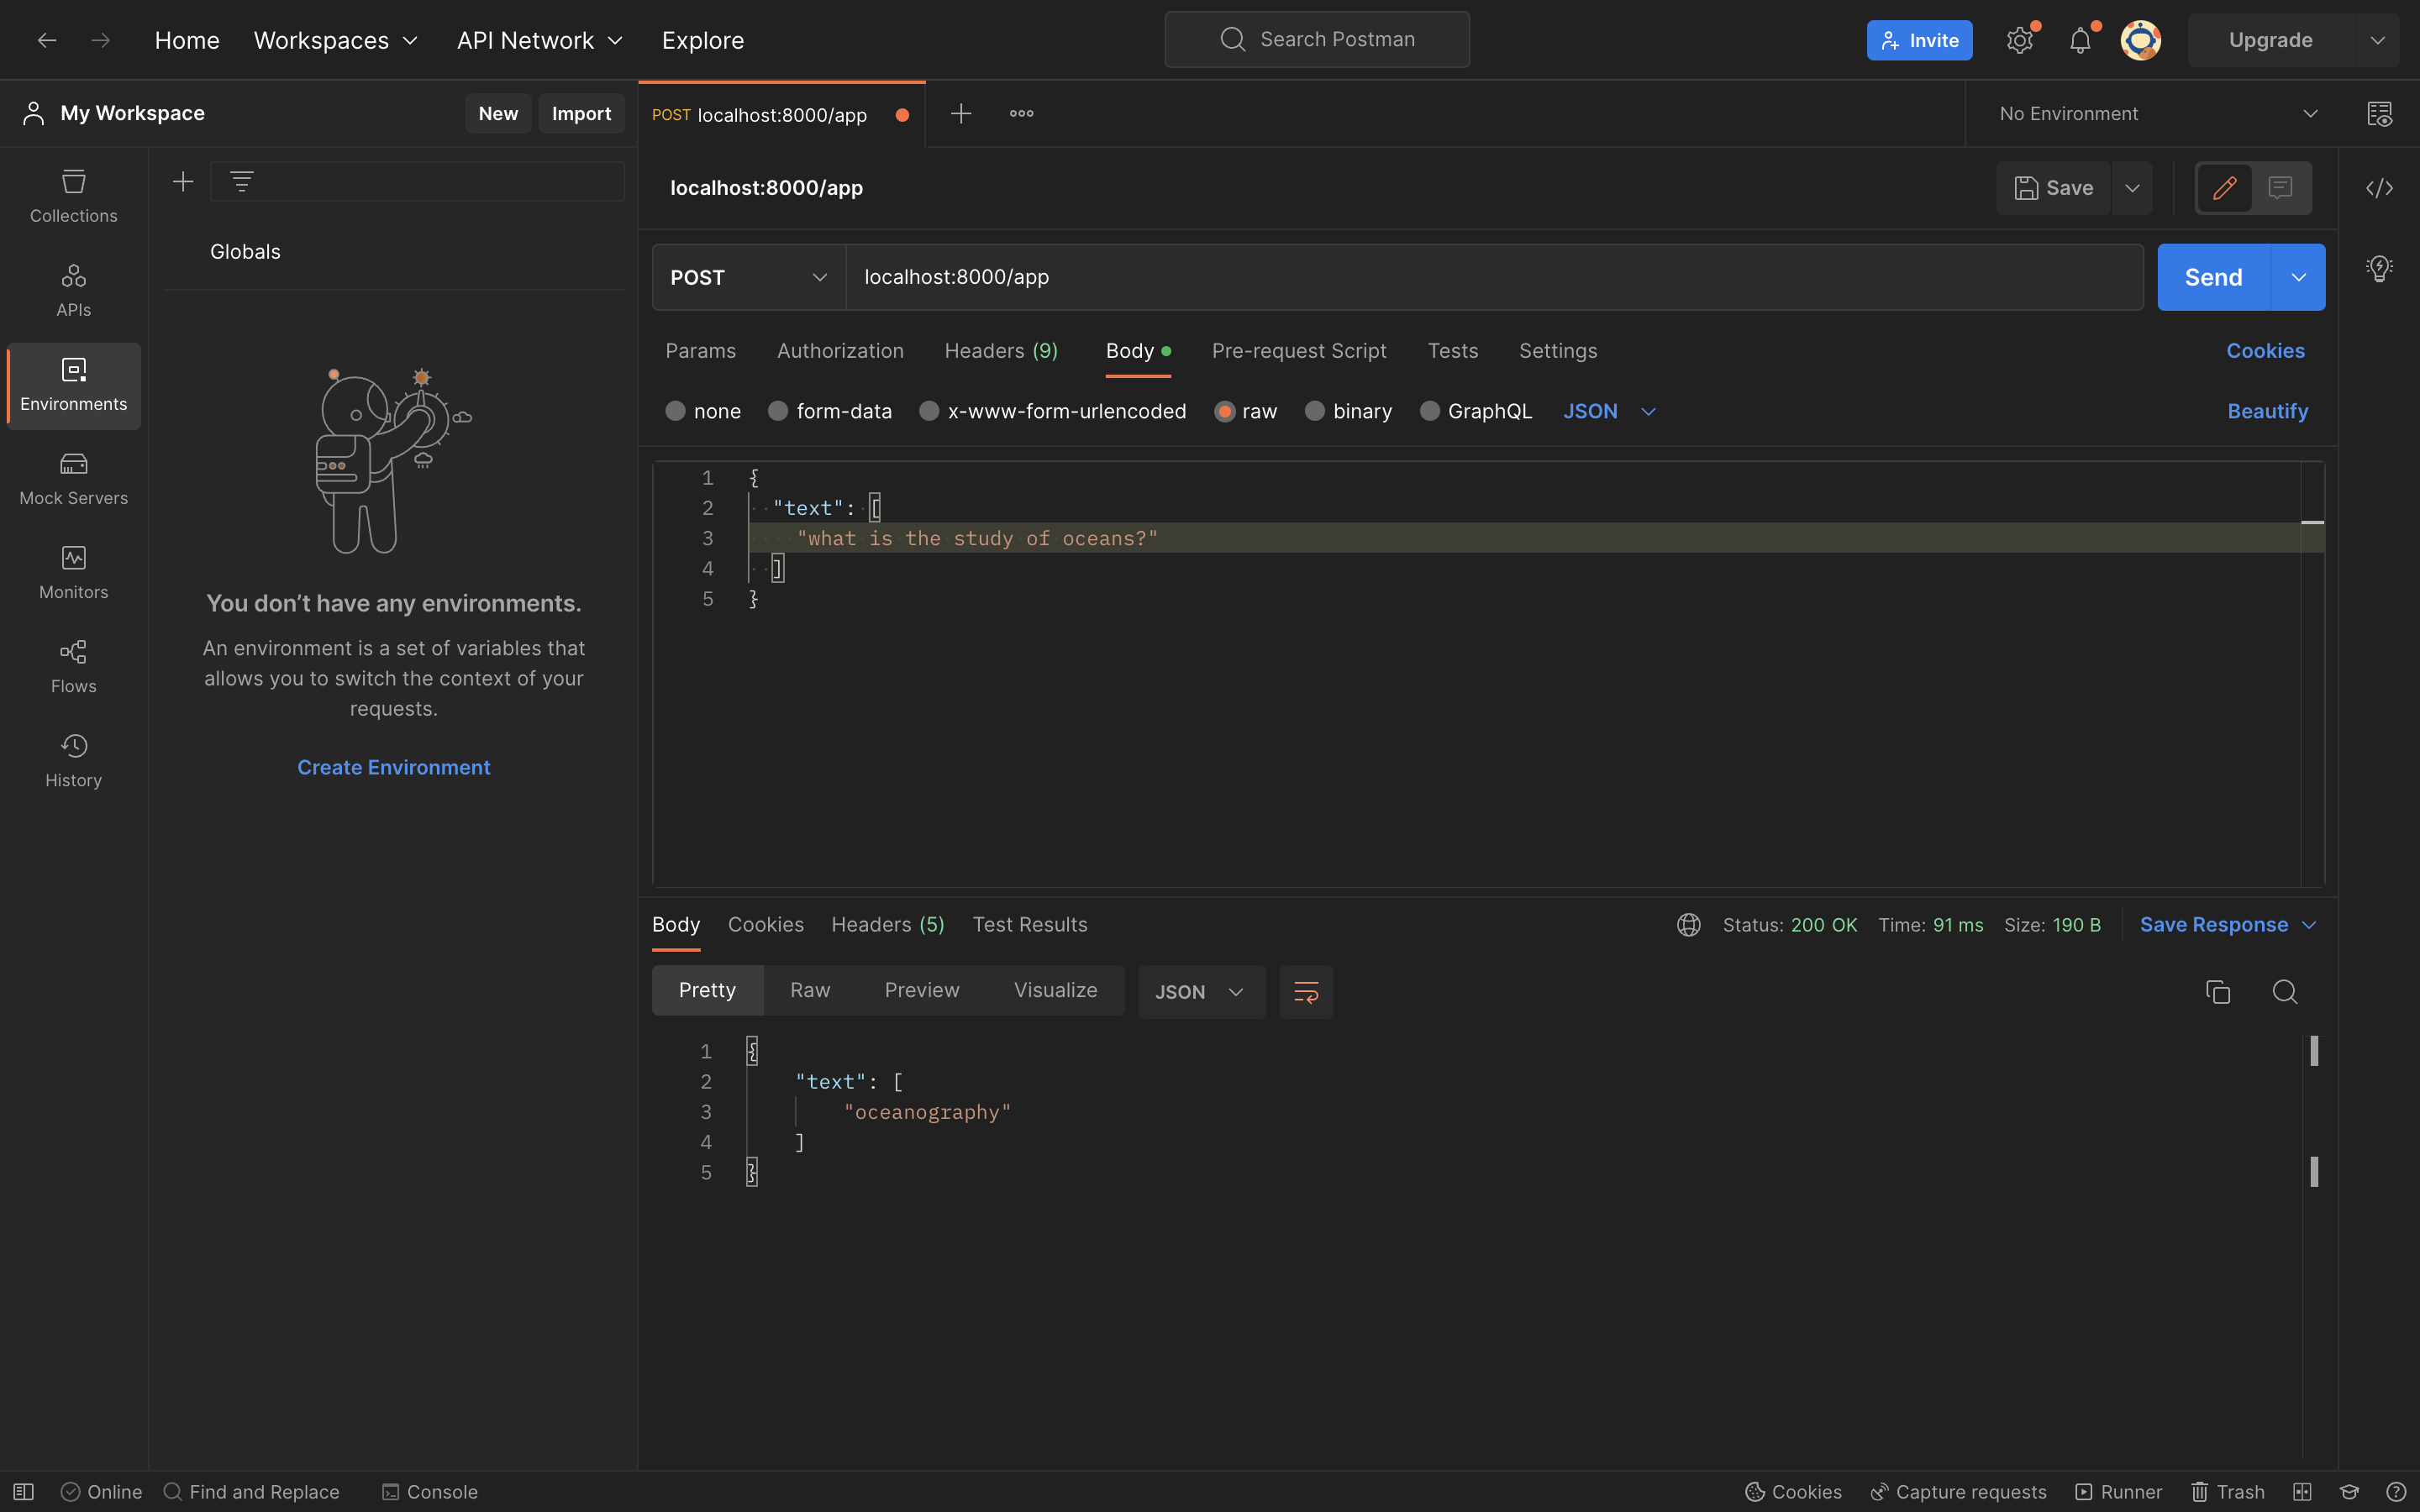 Home Workspaces API Network Explore Search Postman Invite Upgrade
My Workspace New Import POST localhost:8000/app No Environment
Collections
APIs
Environments
Mock Servers
Monitors
Flows
History
Globals
You don’t have any environments.
An environment is a set of variables that
allows you to switch the context of your
requests.
Create Environment
localhost:8000/app Save
POST localhost:8000/app Send
Params Authorization Headers (9) Body Pre-request Script Tests Settings Cookies
none form-data x-www-form-urlencoded raw binary GraphQL JSON Beautify
1 {
2 "text": [
3 "what is the study of oceans?"
4 ]
5 }
Body Cookies Headers (5) Test Results Status: 200 OK Time: 91 ms Size: 190 B Save Response
Pretty Raw Preview Visualize JSON
1 {
2 "text": [
3 "oceanography"
4 ]
5 }
Online Find and Replace Console Cookies Capture requests Runner Trash